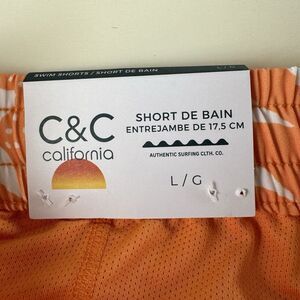 SWIM SHORTS / SHORT DE BAIN
L / G
C&C
california
SHORT DE BAIN
ENTREJAMBE DE 17,5 CM
AUTHENTIC SURFING CLTH. CO.
L / G